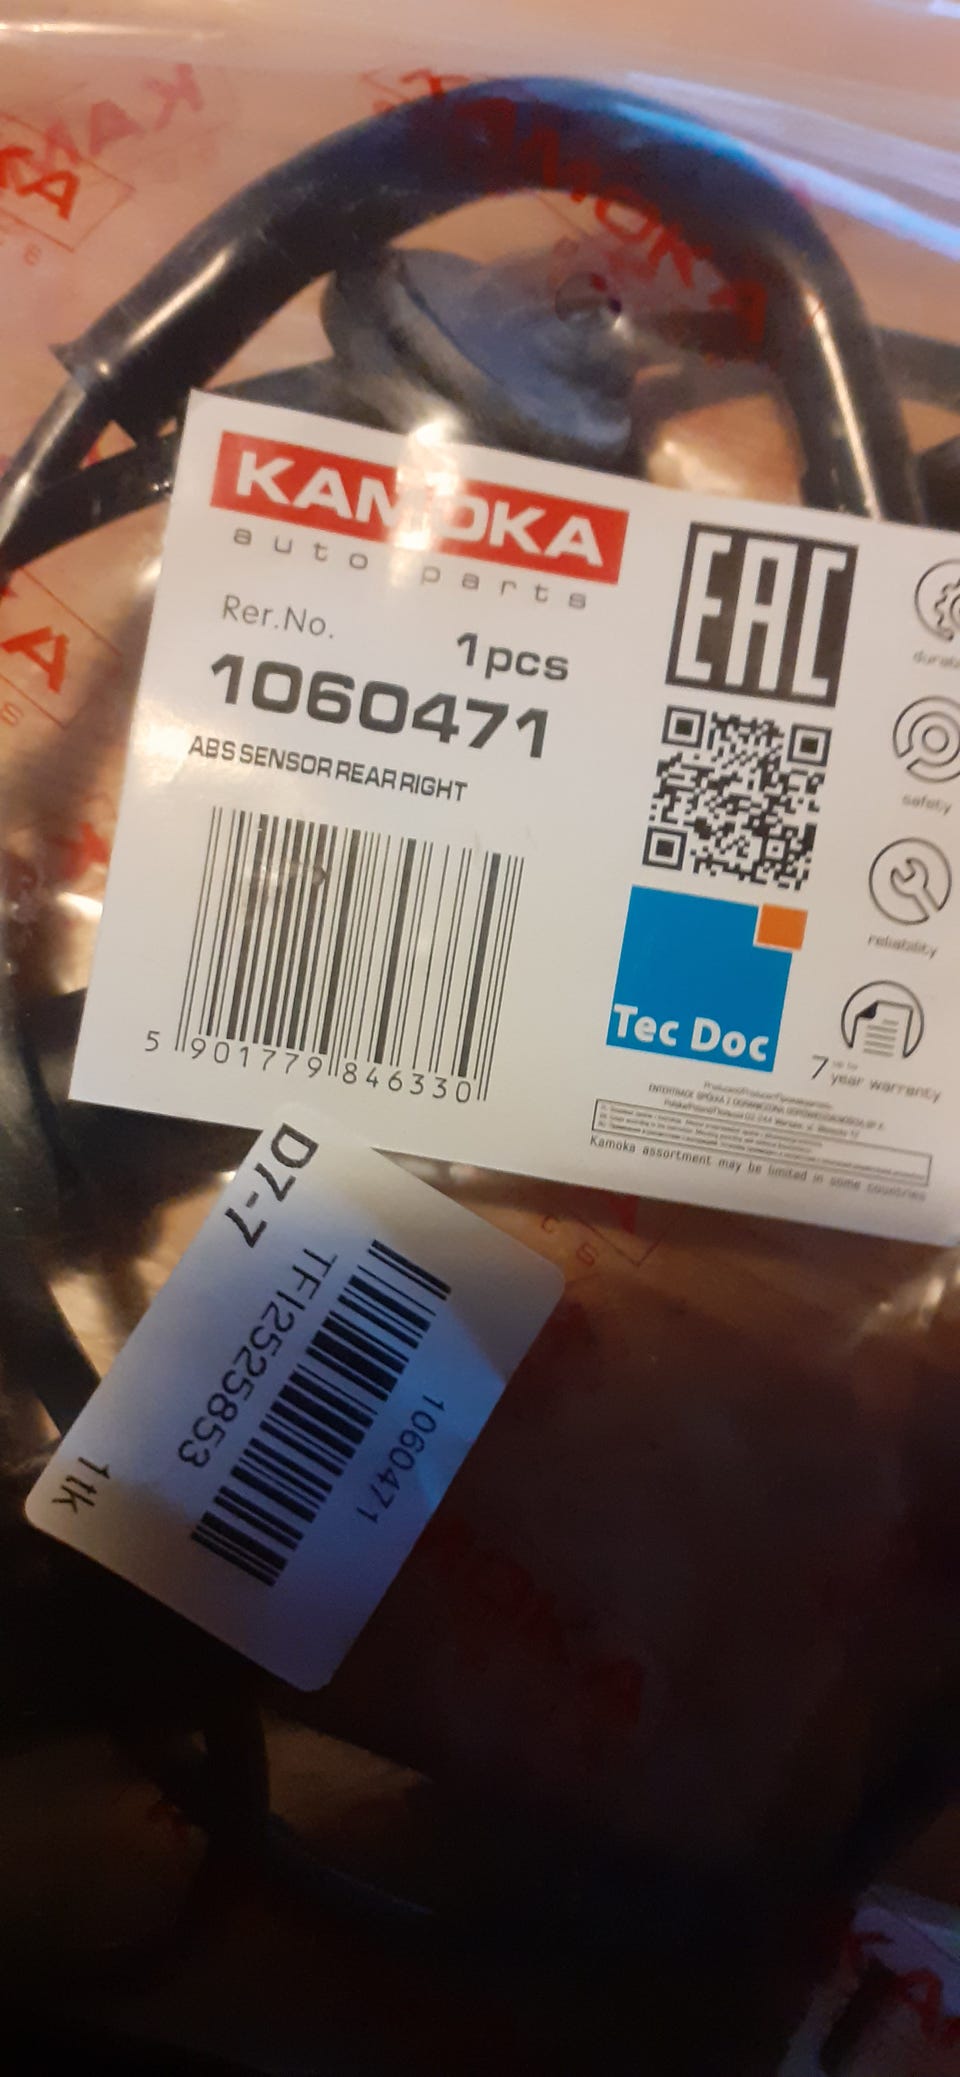 KAMOKA
auto parts
Rer.No.
1pcs
1060471
ABS SENSOR REAR RIGHT
5 901779 846330
EAC
safety
reliability
Tec Doc
7 year warranty
Kamoka assortment may be limited in some countries
D7-7
TF12525853
1060471
1tk